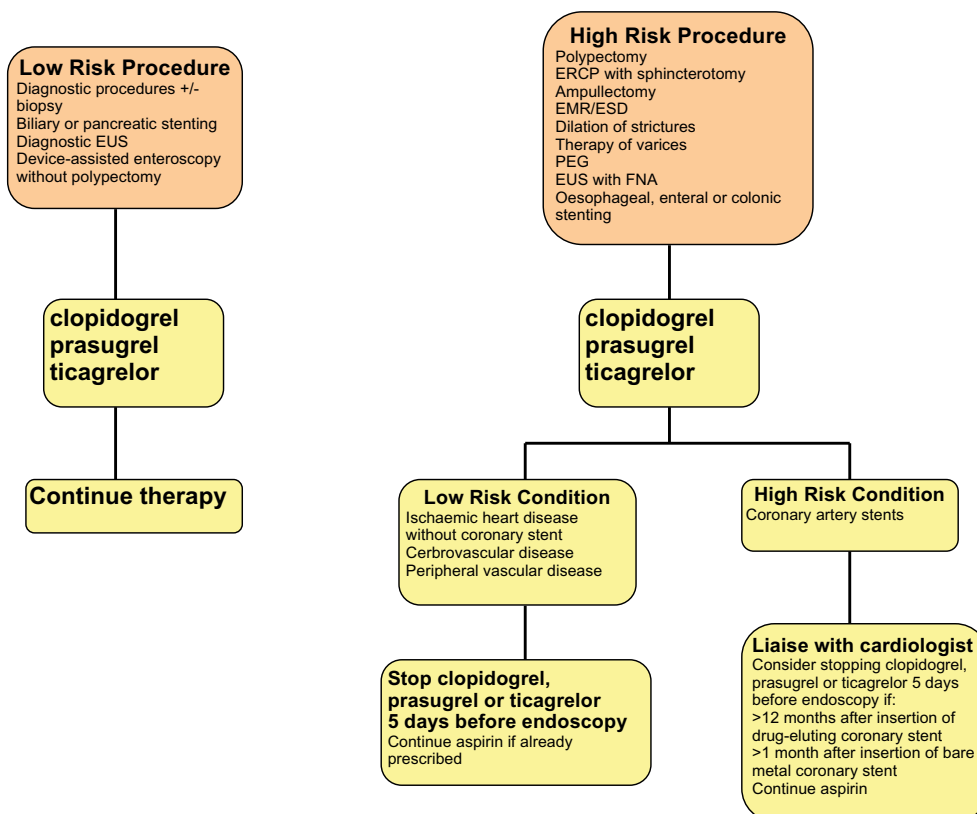 Low Risk Procedure
Diagnostic procedures +/-
biopsy
Biliary or pancreatic stenting
Diagnostic EUS
Device-assisted enteroscopy
without polypectomy
clopidogrel
prasugrel
ticagrelor
Continue therapy
High Risk Procedure
Polypectomy
ERCP with sphincterotomy
Ampullectomy
EMR/ESD
Dilation of strictures
Therapy of varices
PEG
EUS with FNA
Oesophageal, enteral or colonic
stenting
clopidogrel
prasugrel
ticagrelor
Low Risk Condition
Ischaemic heart disease
without coronary stent
Cerbrovascular disease
Peripheral vascular disease
Stop clopidogrel,
prasugrel or ticagrelor
5 days before endoscopy
Continue aspirin if already
prescribed
High Risk Condition
Coronary artery stents
Liaise with cardiologist
Consider stopping clopidogrel,
prasugrel or ticagrelor 5 days
before endoscopy if:
>12 months after insertion of
drug-eluting coronary stent
>1 month after insertion of bare
metal coronary stent
Continue aspirin